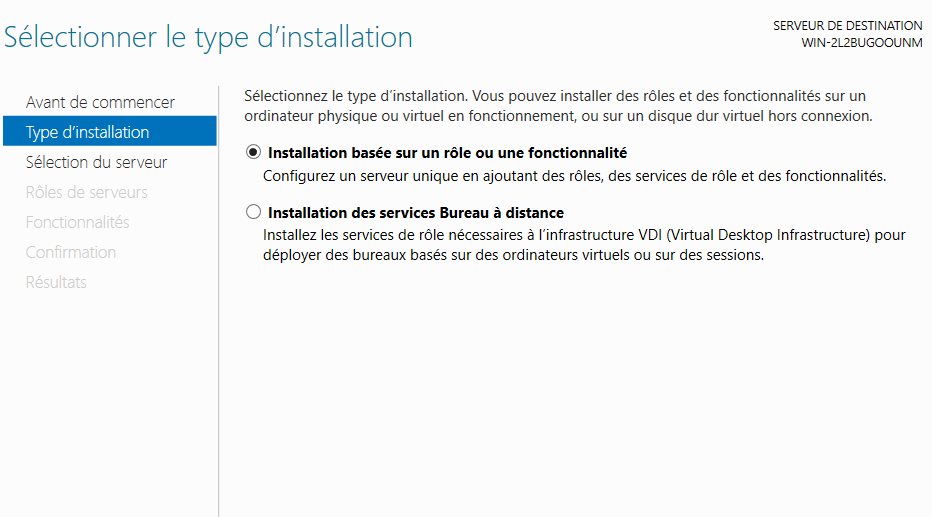 Sélectionner le type d’installation
SERVEUR DE DESTINATION
WIN-2L2BUGOOUNM
Avant de commencer
Type d’installation
Sélection du serveur
Rôles de serveurs
Fonctionnalités
Confirmation
Résultats
Sélectionnez le type d’installation. Vous pouvez installer des rôles et des fonctionnalités sur un
ordinateur physique ou virtuel en fonctionnement, ou sur un disque dur virtuel hors connexion.
Installation basée sur un rôle ou une fonctionnalité
Configurez un serveur unique en ajoutant des rôles, des services de rôle et des fonctionnalités.
Installation des services Bureau à distance
Installez les services de rôle nécessaires à l’infrastructure VDI (Virtual Desktop Infrastructure) pour
déployer des bureaux basés sur des ordinateurs virtuels ou sur des sessions.